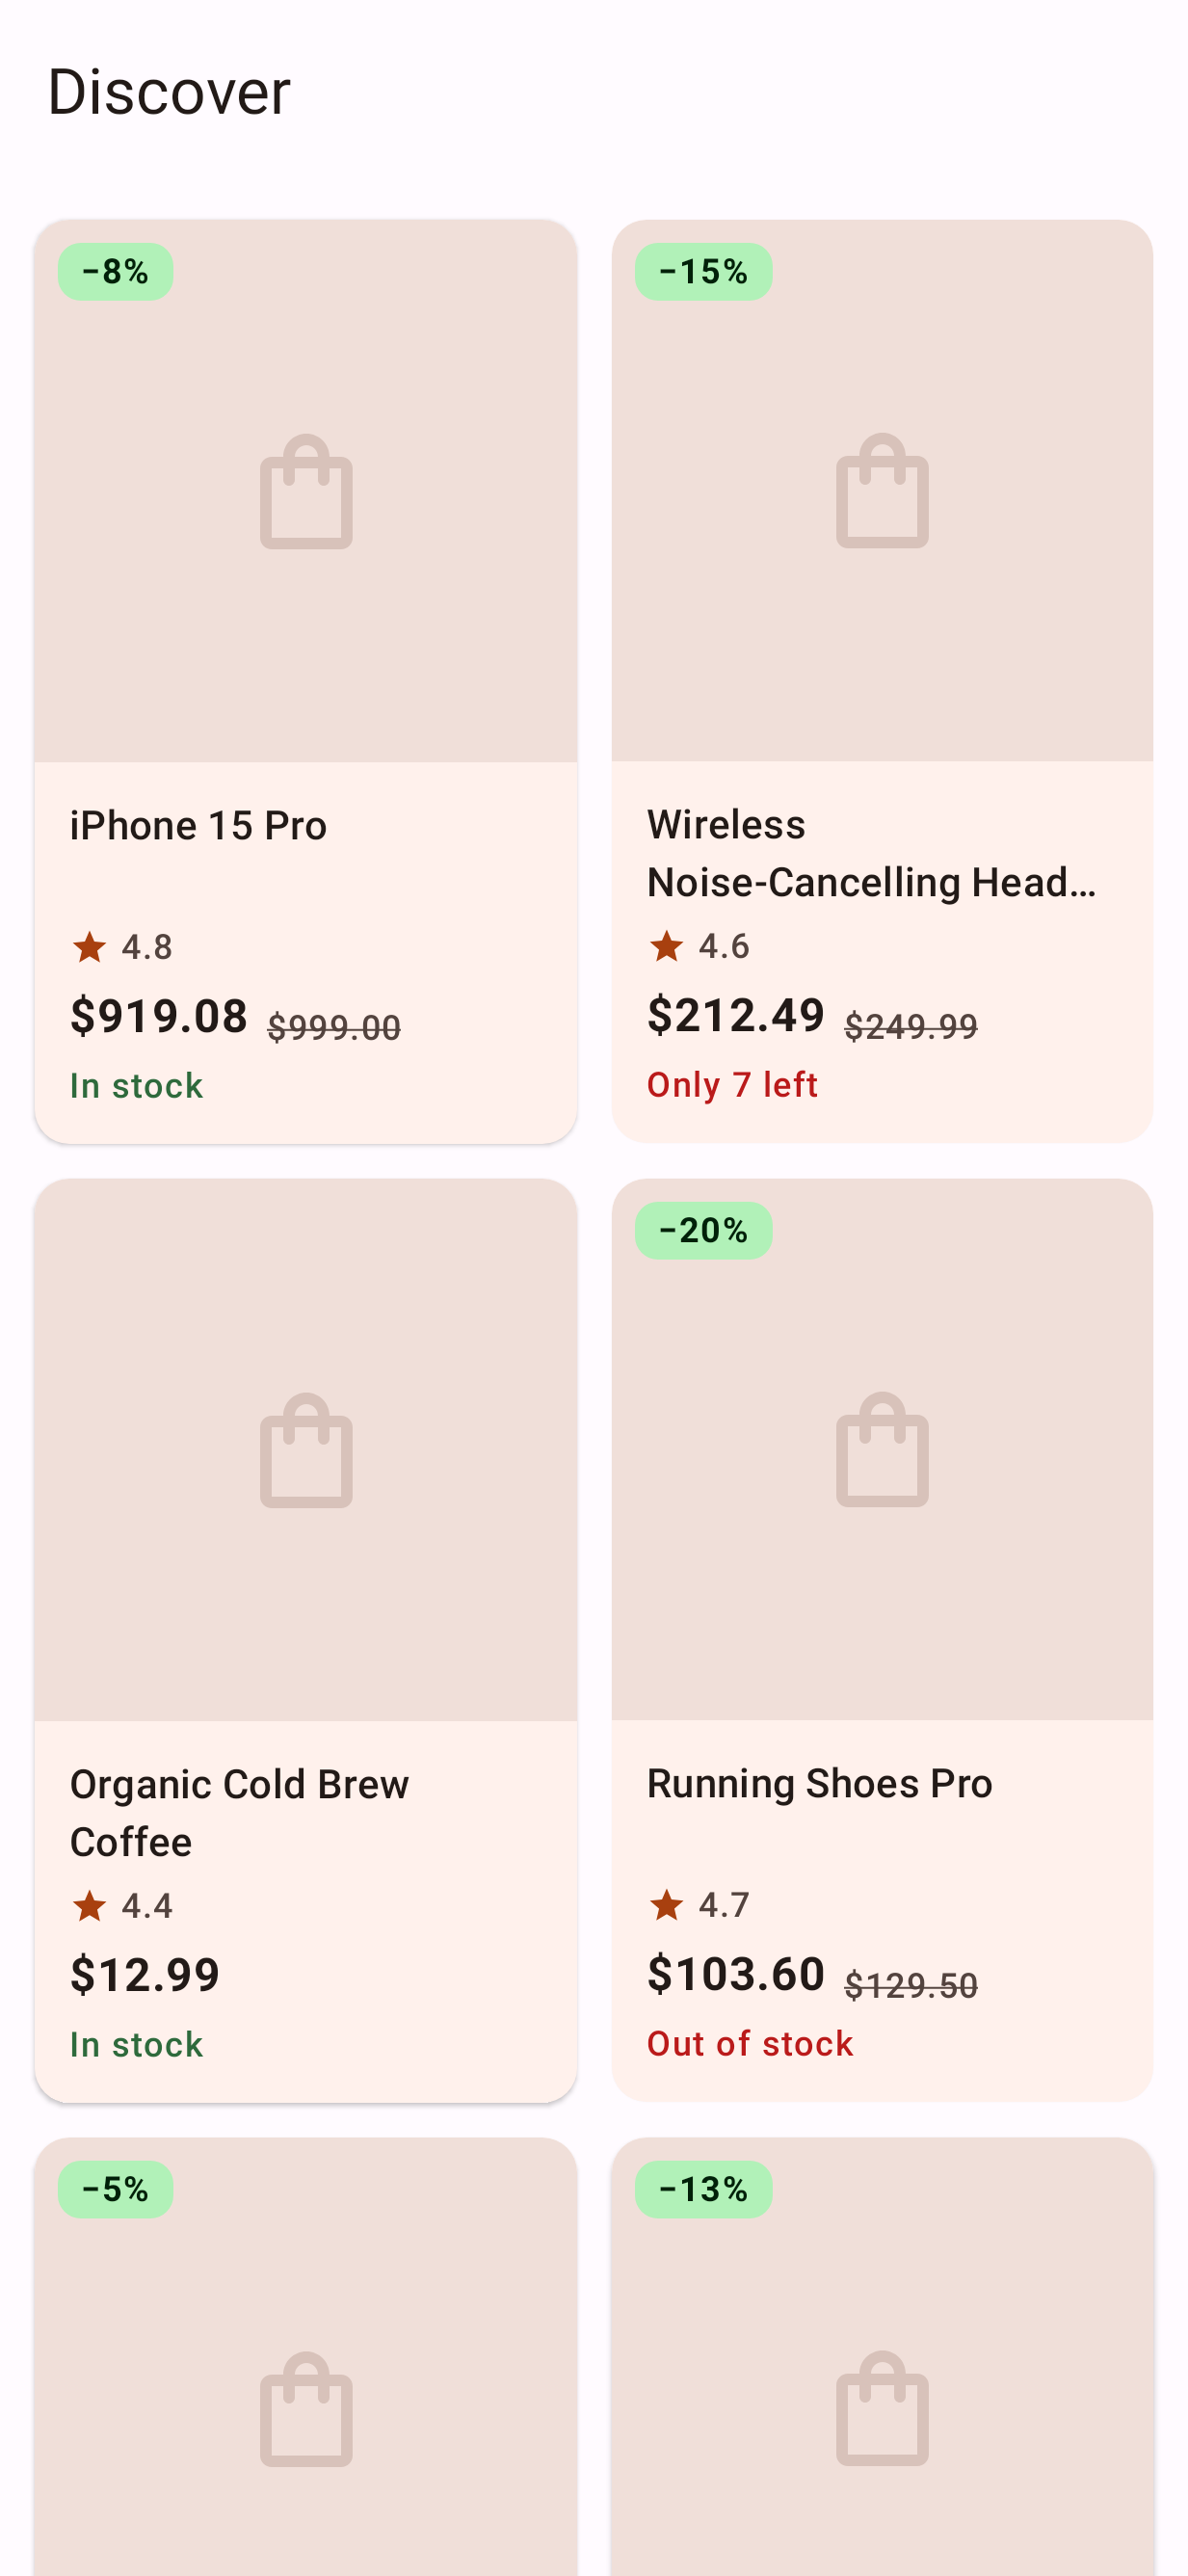 Discover
−8%
iPhone 15 Pro
4.8
$919.08 $999.00
In stock
−15%
Wireless
Noise-Cancelling Head…
4.6
$212.49 $249.99
Only 7 left
Organic Cold Brew
Coffee
4.4
$12.99
In stock
−20%
Running Shoes Pro
4.7
$103.60 $129.50
Out of stock
−5%
−13%